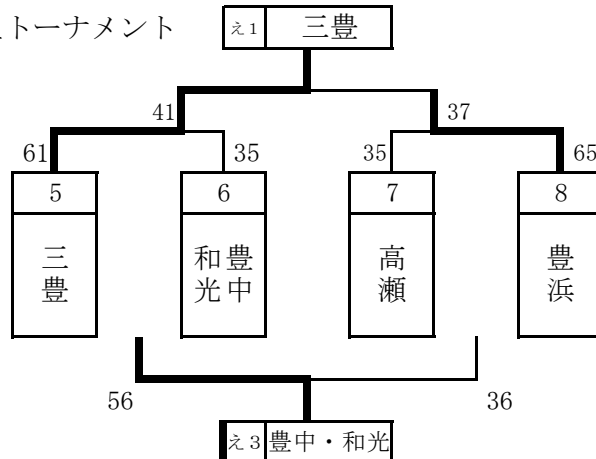 トーナメント
え1 三豊
41 37
61 35 35 65
5 6 7 8
三豊 豊中和光 高瀬 豊浜
56 36
え3 豊中・和光